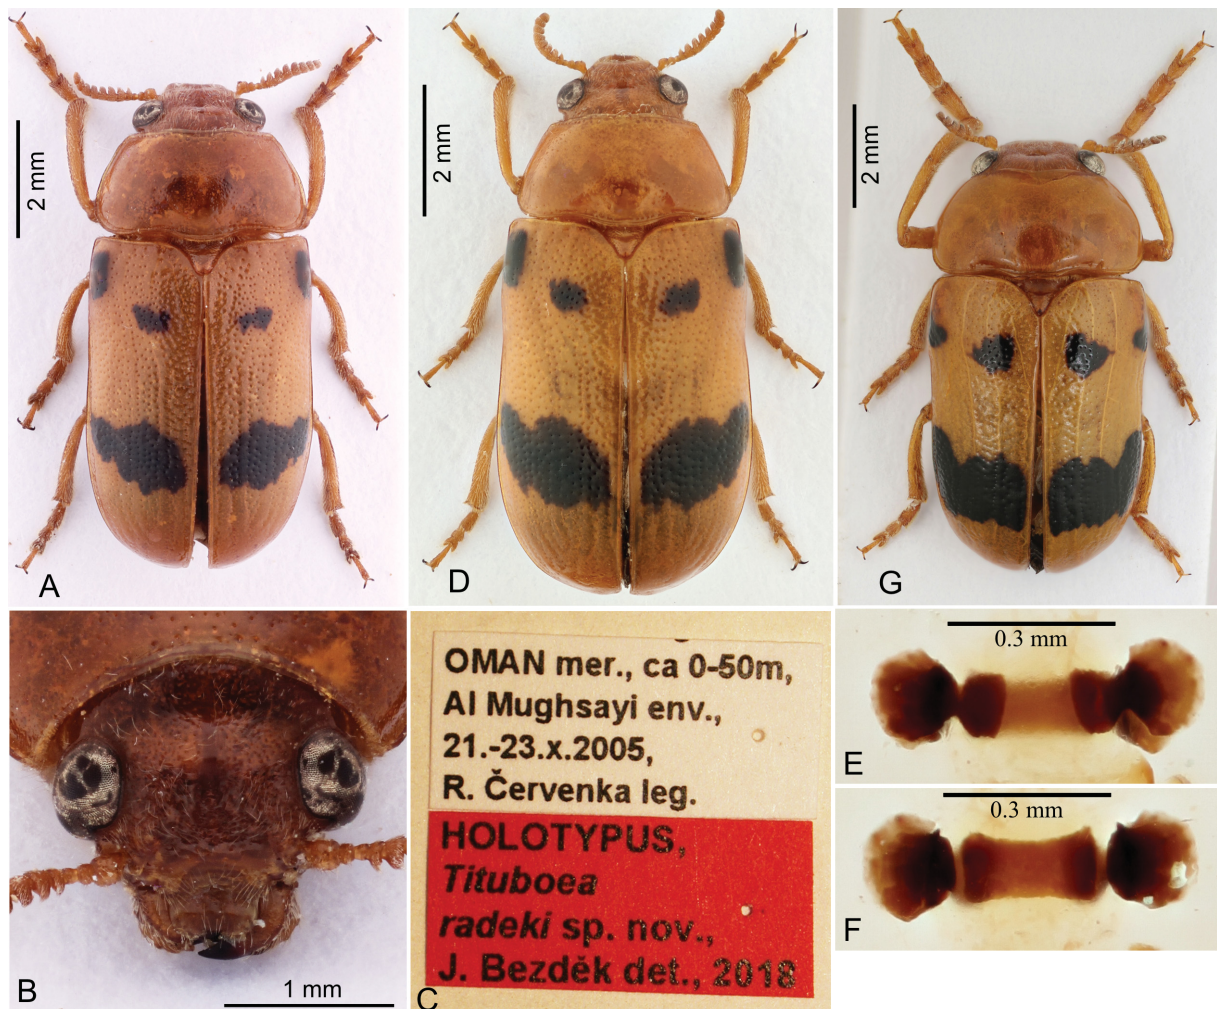 2 mm
A
2 mm
D
2 mm
G
B
1 mm
OMAN mer., ca 0-50m,
Al Mughsayi env.,
21.-23.x.2005,
R. Červenka leg.
HOLOTYPUS,
Tituboea
radeki sp. nov.,
J. Bezděk det., 2018
C
0.3 mm
E
0.3 mm
F